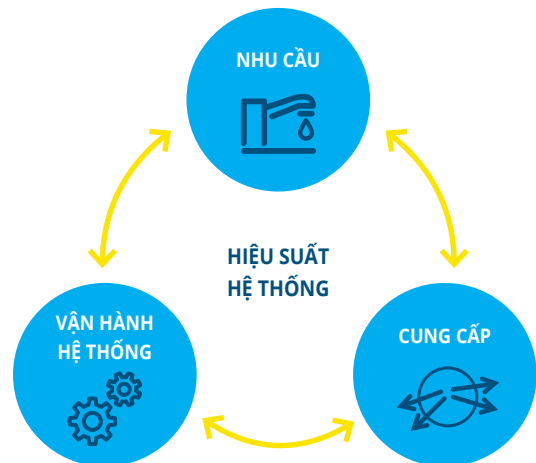 NHU CẦU
HIỆU SUẤT
HỆ THỐNG
VẬN HÀNH
HỆ THỐNG
CUNG CẤP